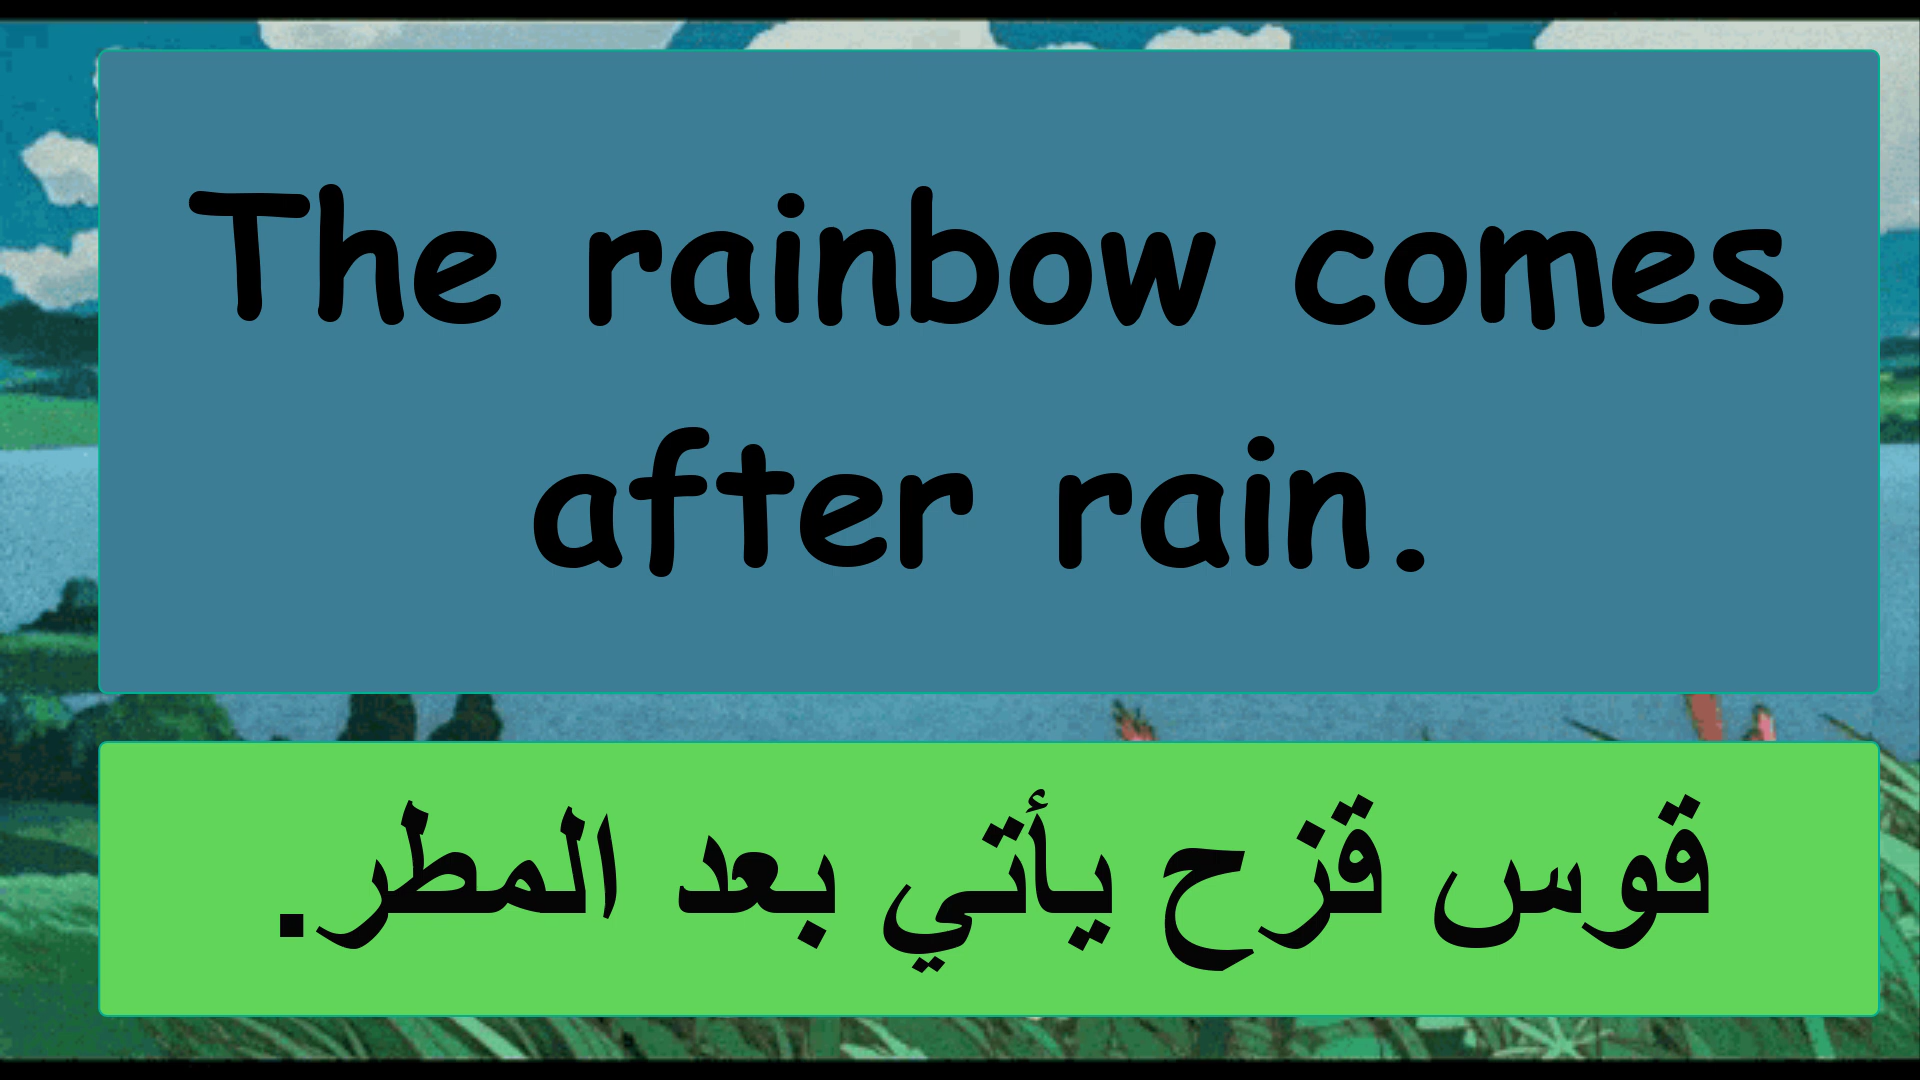 The rainbow comes
after rain.
قوس قزح يأتي بعد المطر.